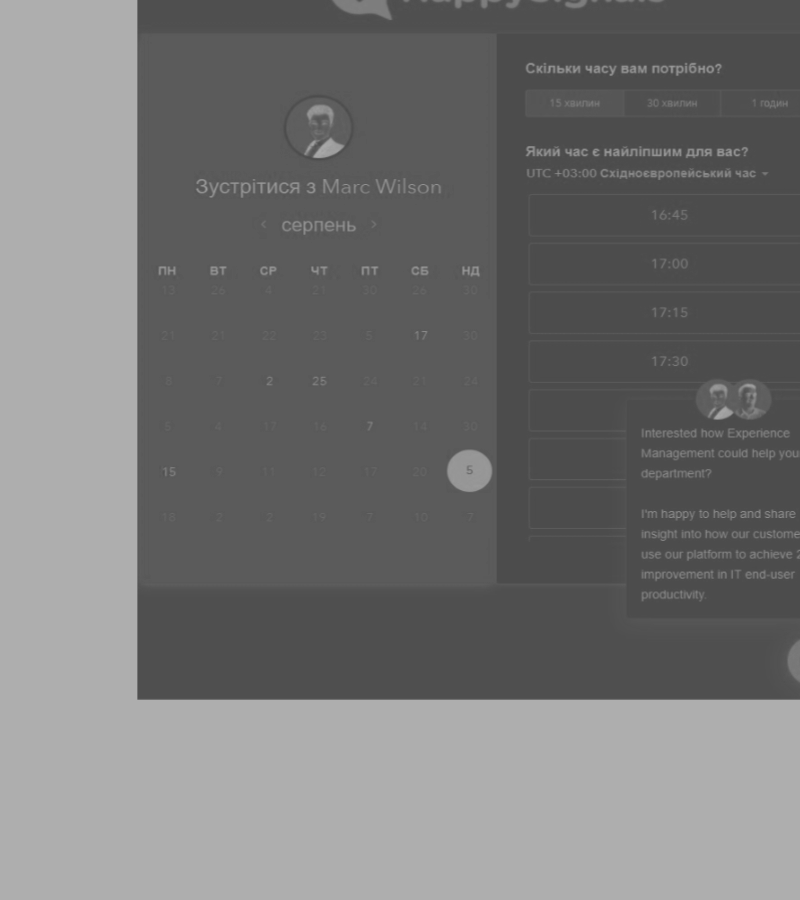 HappySignals
Зустрітися з Marc Wilson
серпень
ПН ВТ СР ЧТ ПТ СБ НД
13 26 4 21 30 26 30
21 21 22 23 5 17 30
6 7 2 25 24 21 24
5 4 17 16 7 14 30
15 9 11 12 17 20 5
18 2 2 19 7 10 7
Скільки часу вам потрібно?
15 хвилин 30 хвилин 1 годин
Який час є найліпшим для вас?
UTC +03:00 Східноєвропейський час
16:45
17:00
17:15
17:30
Interested how Experience
Management could help you
department?
I'm happy to help and share
insight into how our custome
use our platform to achieve 2
improvement in IT end-user
productivity.